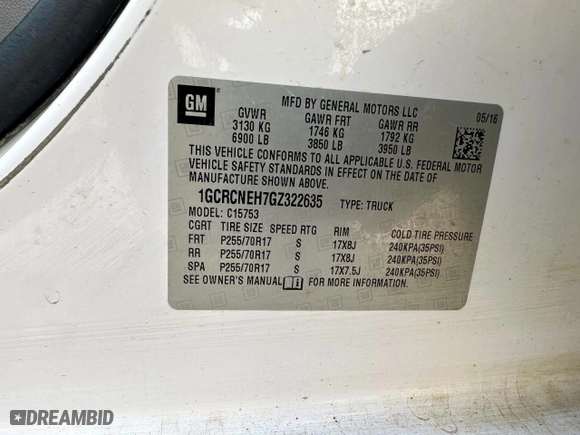 GM
MFD BY GENERAL MOTORS LLC 05/16
GVWR GAWR FRT GAWR RR
3130 KG 1746 KG 1792 KG
6900 LB 3850 LB 3950 LB
THIS VEHICLE CONFORMS TO ALL APPLICABLE U.S. FEDERAL MOTOR
VEHICLE SAFETY STANDARDS IN EFFECT ON THE DATE OF
MANUFACTURE SHOWN ABOVE.
1GCRCNEH7GZ322635 TYPE: TRUCK
MODEL: C15753
CGRT TIRE SIZE SPEED RTG RIM COLD TIRE PRESSURE
FRT P255/70R17 S 17X8J 240KPA(35PSI)
RR P255/70R17 S 17X8J 240KPA(35PSI)
SPA P255/70R17 S 17X7.5J 240KPA(35PSI)
SEE OWNER'S MANUAL FOR MORE INFORMATION.
DREAMBID